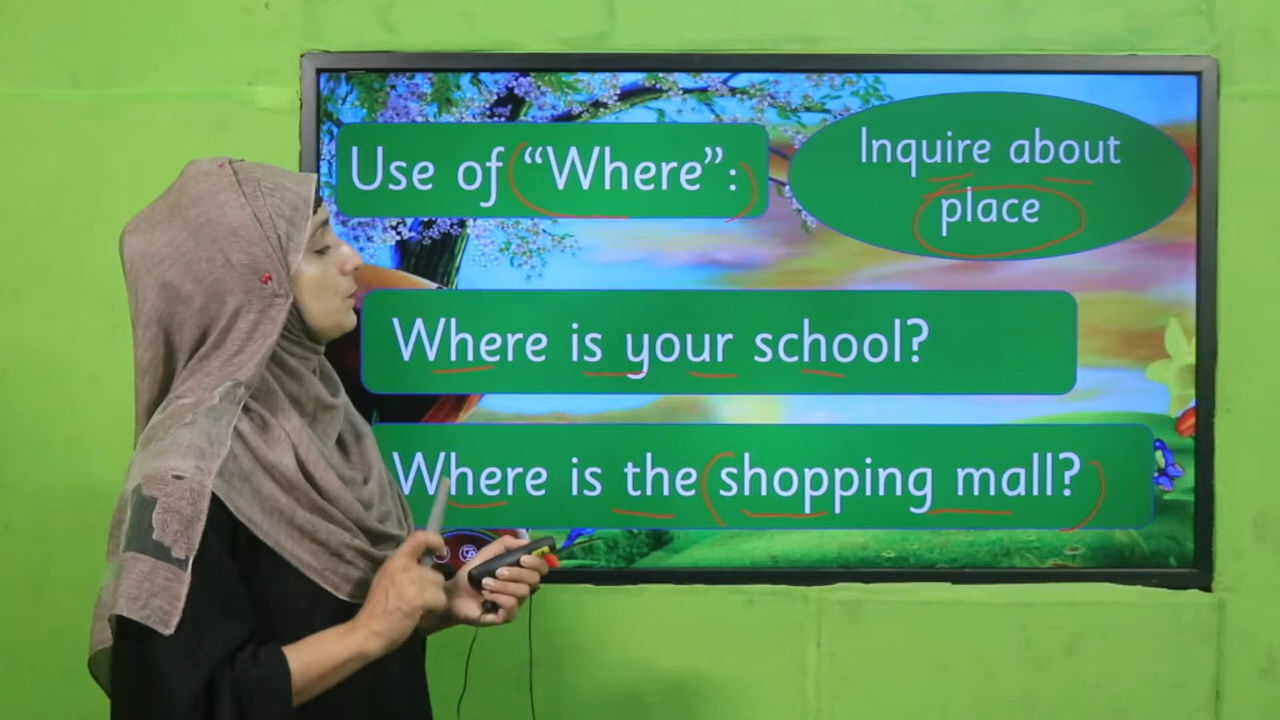 Use of “Where”:
Inquire about
place
Where is your school?
Where is the shopping mall?